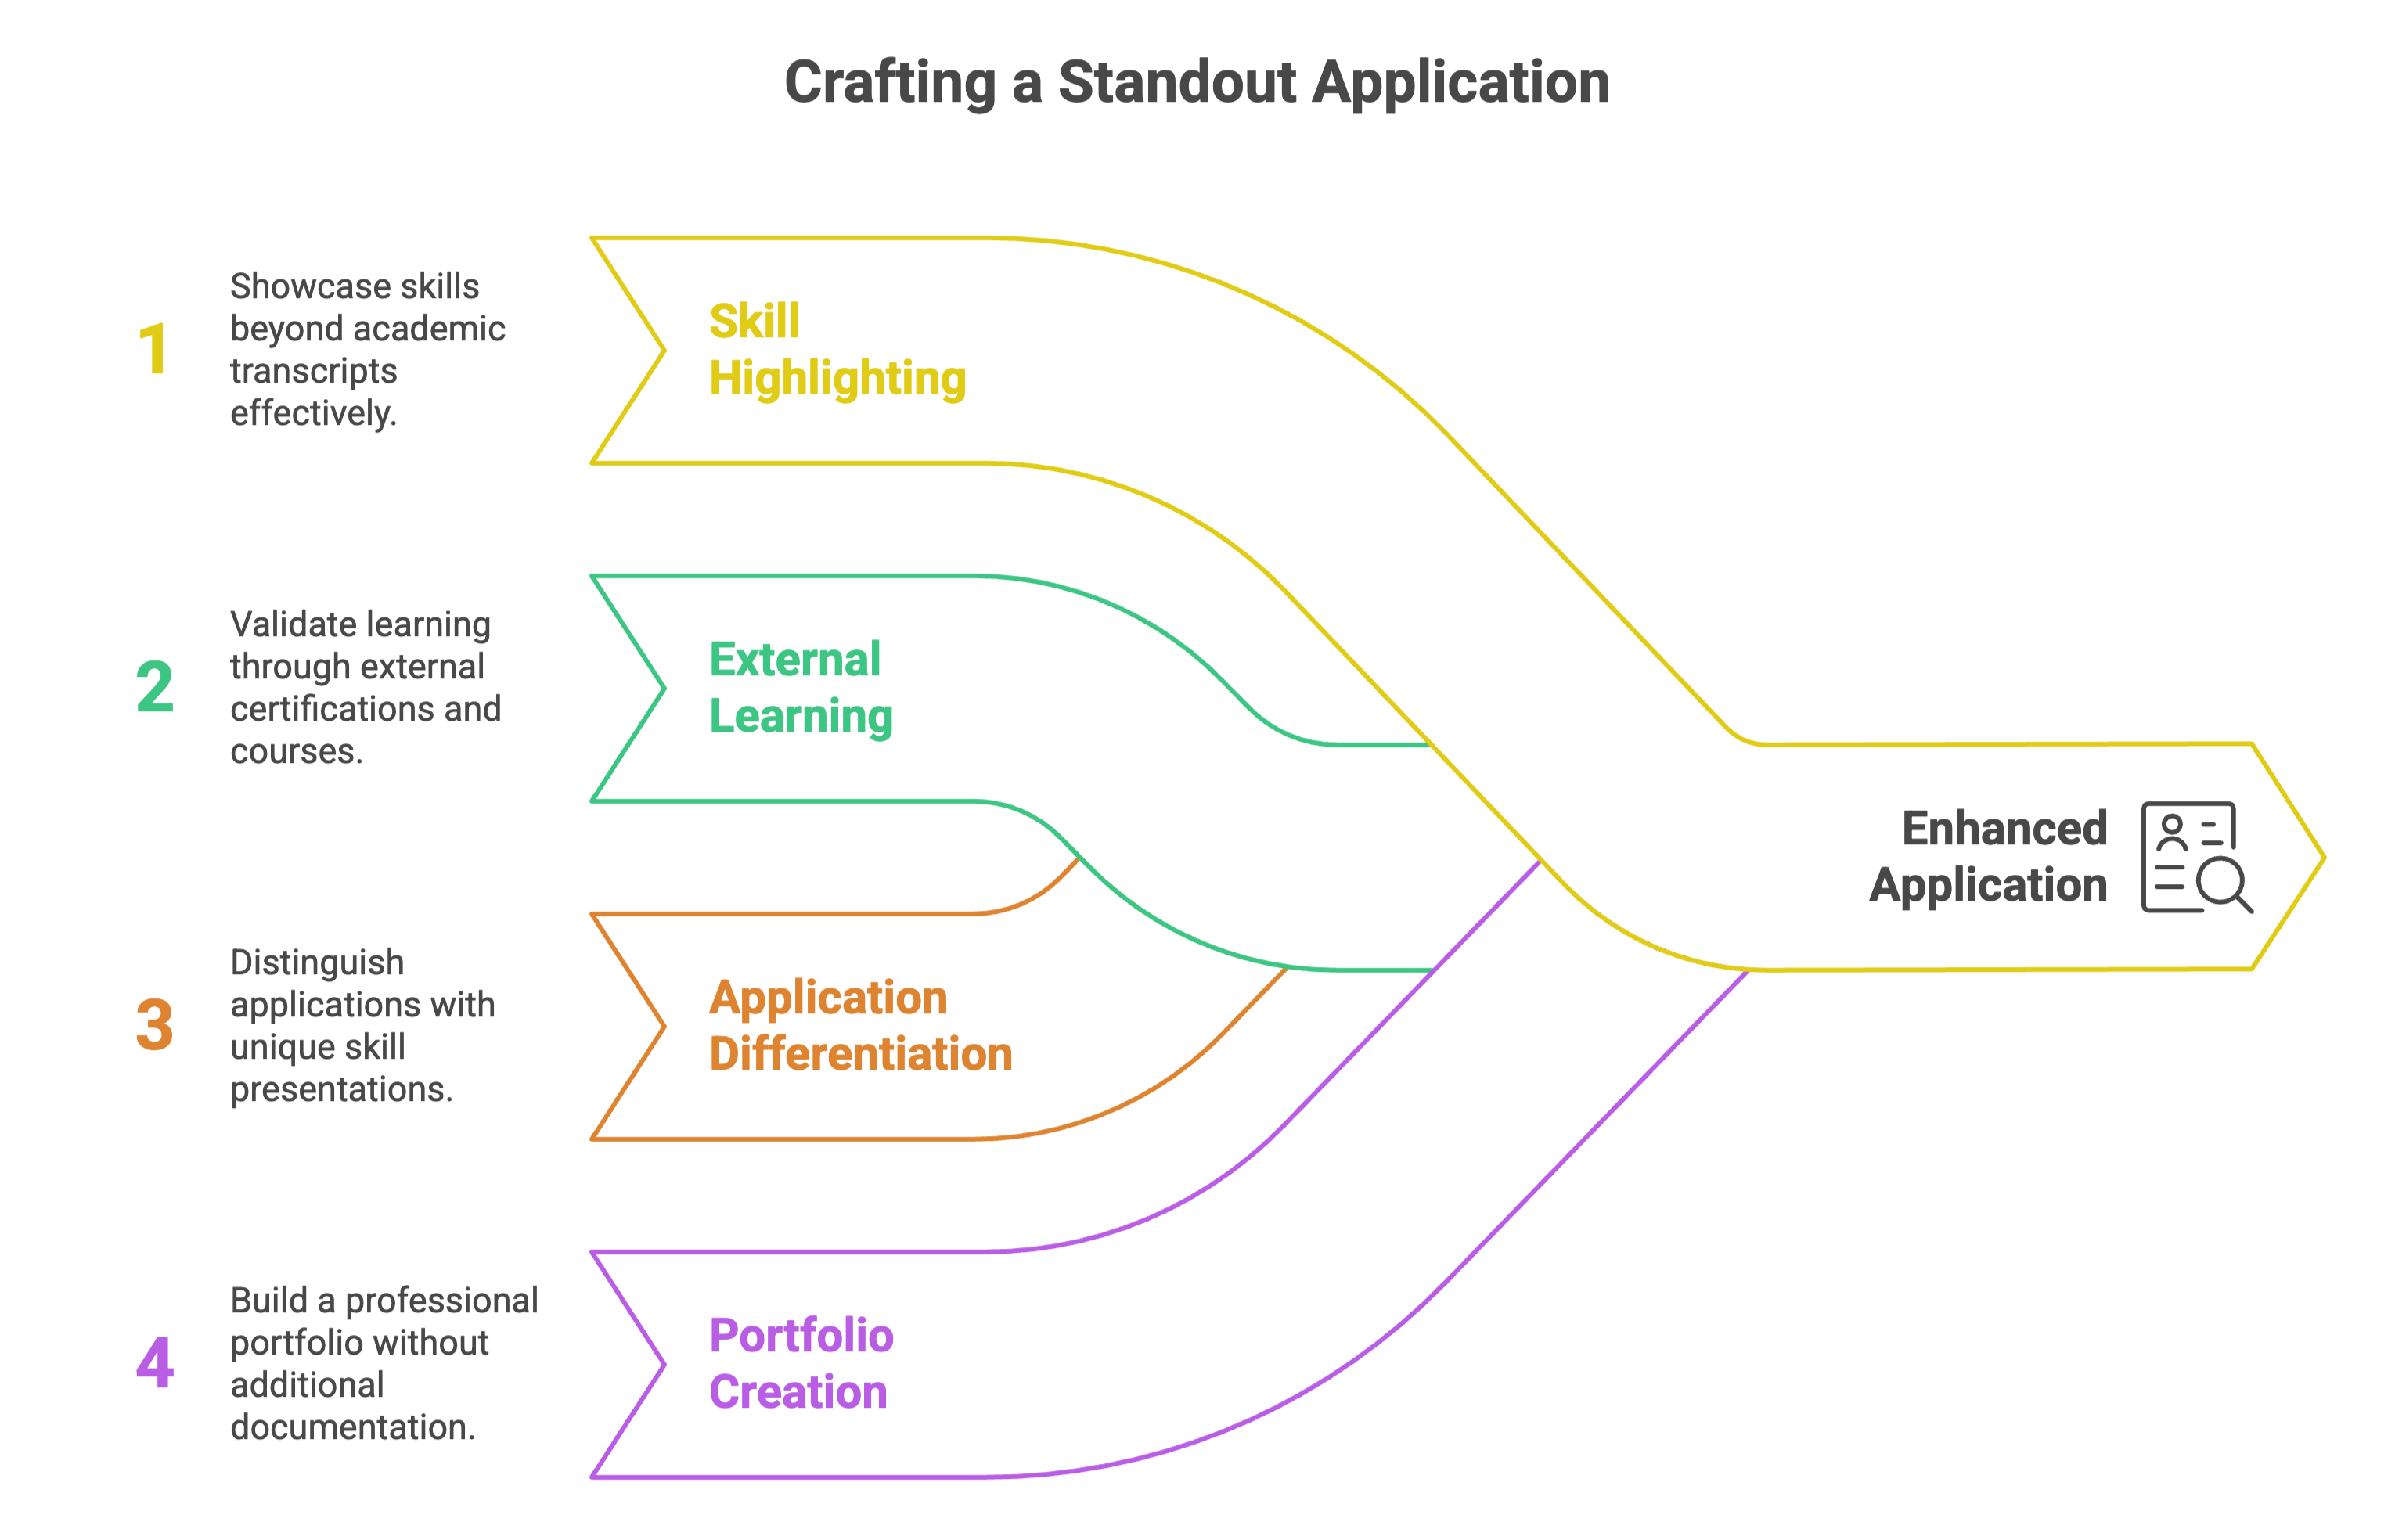 Crafting a Standout Application
1
Showcase skills
beyond academic
transcripts
effectively.
Skill
Highlighting
2
Validate learning
through external
certifications and
courses.
External
Learning
Enhanced
Application
3
Distinguish
applications with
unique skill
presentations.
Application
Differentiation
4
Build a professional
portfolio without
additional
documentation.
Portfolio
Creation